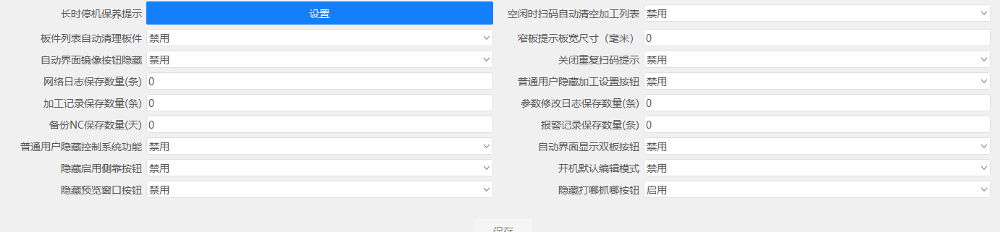 长时停机保养提示 设置 空闲时扫码自动清空加工列表 禁用
板件列表自动清理板件 禁用 窄板提示板宽尺寸（毫米） 0
自动界面镜像按钮隐藏 禁用 关闭重复扫码提示 禁用
网络日志保存数量(条) 0 普通用户隐藏加工设置按钮 禁用
加工记录保存数量(条) 0 参数修改日志保存数量(条) 0
备份NC保存数量(天) 0 报警记录保存数量(条) 0
普通用户隐藏控制系统功能 禁用 自动界面显示双板按钮 禁用
隐藏启用侧靠按钮 禁用 开机默认编辑模式 禁用
隐藏预览窗口按钮 禁用 隐藏打哪抓哪按钮 启用
保存